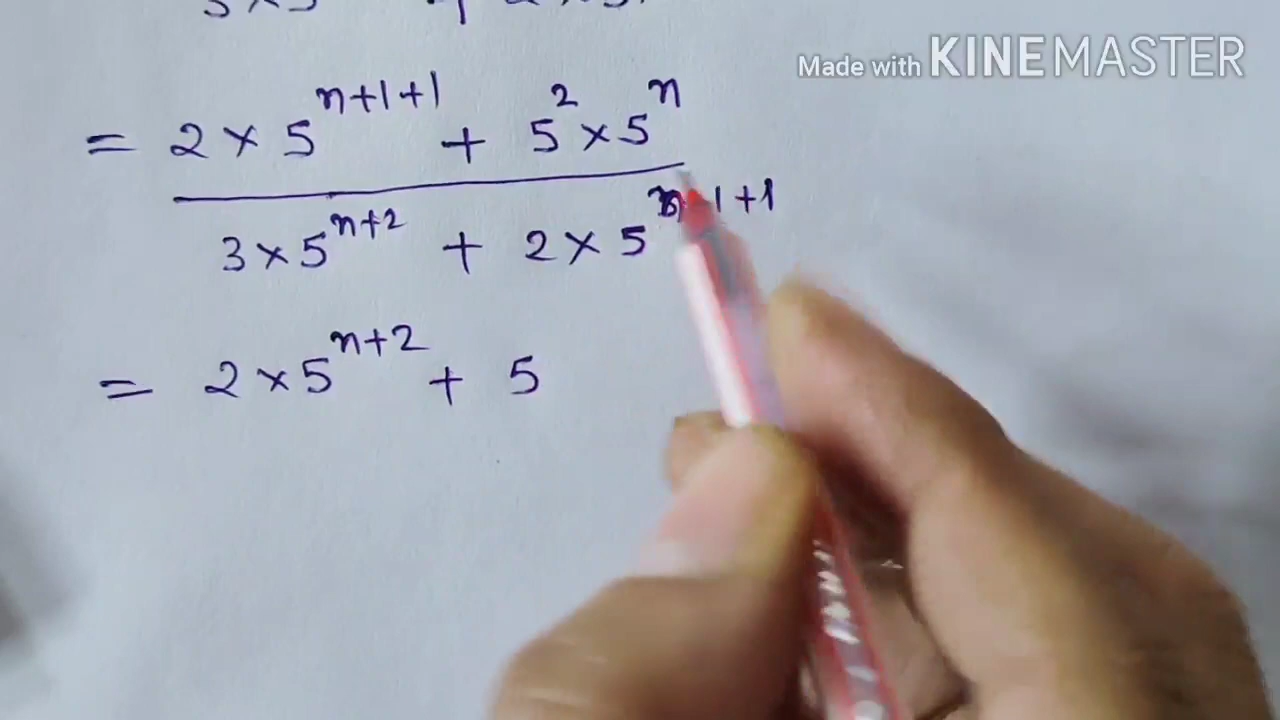 Made with KINEMASTER
= 2 × 5^{n+1+1} + 5^2 × 5^n
3 × 5^{n+2} + 2 × 5 1 + 1
= 2 × 5^{n+2} + 5